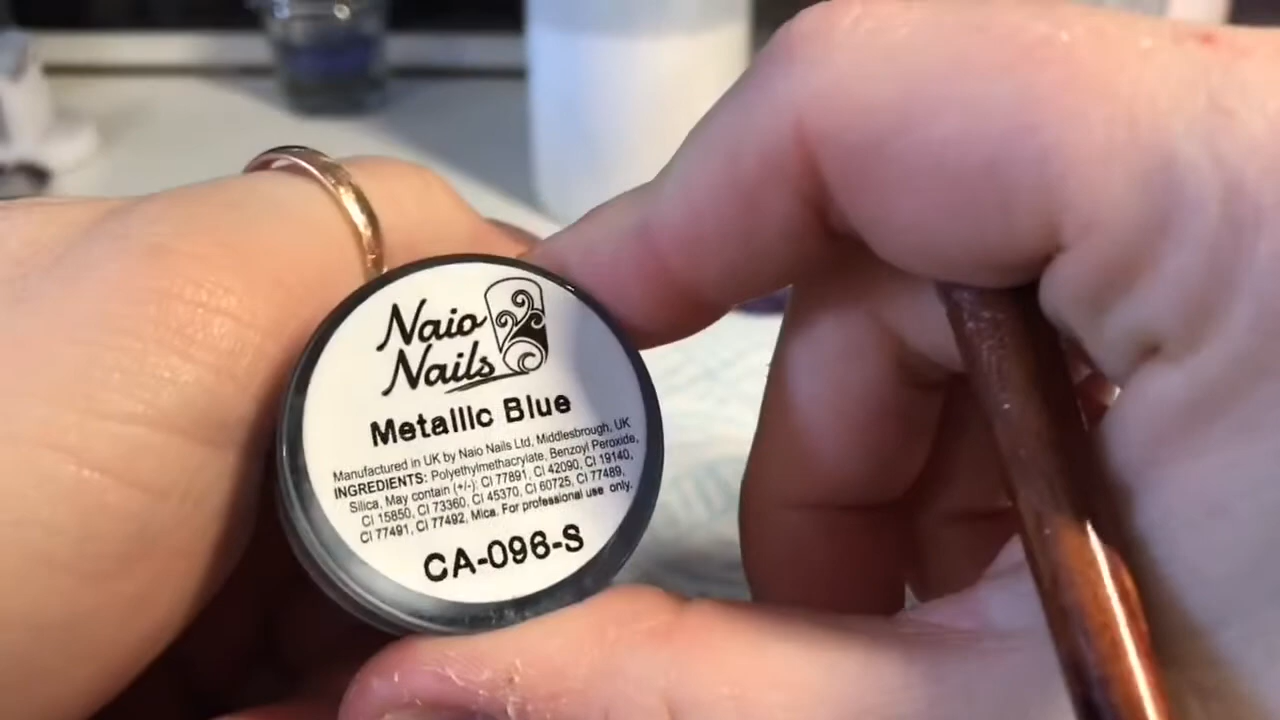 Naio
Nails
Metallic Blue
Manufactured in UK by Naio Nails Ltd, Middlesbrough, UK
INGREDIENTS: Polyethylmethacrylate, Benzoyl Peroxide,
Silica, May contain (+/-): CI 77891, CI 42090, CI 19140,
CI 15850, CI 73360, CI 45370, CI 60725, CI 77489,
CI 77491, CI 77492, Mica. For professional use only.
CA-096-S